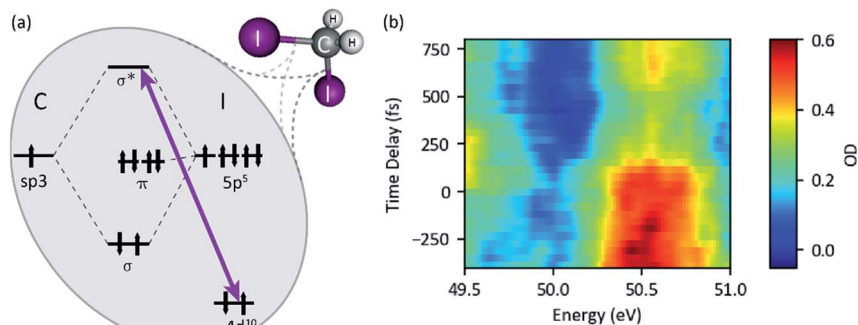 (a)
H
I
C
H
I
C
σ*
I
sp3
π
5p⁵
σ
4d¹⁰
(b)
750
500
250
0
−250
Time Delay (fs)
49.5
50.0
50.5
51.0
Energy (eV)
0.6
0.4
0.2
0.0
OD